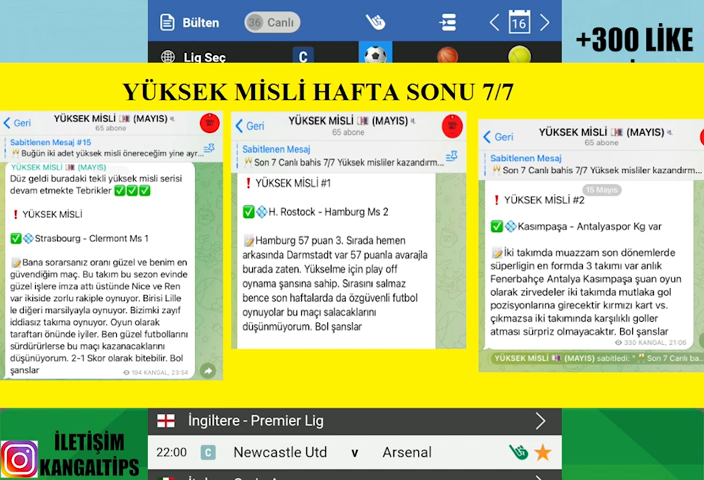 Bülten
36 Canlı
16
+300 LİKE
Lig Seç
C
YÜKSEK MİSLİ HAFTA SONU 7/7
Geri
YÜKSEK MİSLİ (MAYIS)
65 abone
Sabitlenen Mesaj #15
Bugün iki adet yüksek misli önereceğim yine ayr...
YÜKSEK MİSLİ (MAYIS)
Düz geldi buradaki tekli yüksek misli serisi
devam etmekte Tebrikler ✅✅✅
❗ YÜKSEK MİSLİ
✅💠Strasbourg - Clermont Ms 1
📝Bana sorarsanız oranı güzel ve benim en
güvendiğim maç. Bu takım bu sezon evinde
güzel işlere imza attı üstünde Nice ve Ren
var ikiside zorlu rakiple oynuyor. Birisi Lille
le diğeri marsilyayla oynuyor. Bizimki zayıf
iddiasız takıma oynuyor. Oyun olarak
taraftarı önünde iyiler. Ben güzel futbollarını
sürdürürlerse bu maçı kazanacaklarını
düşünüyorum. 2-1 Skor olarak bitebilir. Bol
şanslar
194 KANGAL, 23:54
Geri
YÜKSEK MİSLİ (MAYIS)
65 abone
Sabitlenen Mesaj
Son 7 Canlı bahis 7/7 Yüksek misliler kazandırm...
❗ YÜKSEK MİSLİ #1
✅💠H. Rostock - Hamburg Ms 2
📝Hamburg 57 puan 3. Sırada hemen
arkasında Darmstadt var 57 puanla avarajla
burada zaten. Yükselme için play off
oynama şansına sahip. Sırasını salmaz
bence son haftalarda da özgüvenli futbol
oynuyolar bu maçı salacaklarını
düşünmüyorum. Bol şanslar
Geri
YÜKSEK MİSLİ (MAYIS)
65 abone
Sabitlenen Mesaj
Son 7 Canlı bahis 7/7 Yüksek misliler kazandırm...
15 Mayıs
❗ YÜKSEK MİSLİ #2
✅💠Kasımpaşa - Antalyaspor Kg var
📝İki takımda muazzam son dönemlerde
süperligin en formda 3 takımı var anlık
Fenerbahçe Antalya Kasımpaşa şuan oyun
olarak zirvedeler iki takımda mutlaka gol
pozisyonlarına girecektir kırmızı kart vs.
çıkmazsa iki takımında karşılıklı goller
atması sürpriz olmayacaktır. Bol şanslar
330 KANGAL, 21:06
YÜKSEK MİSLİ (MAYIS) sabitledi: " Son 7 Canlı ba...
İngiltere - Premier Lig
22:00 C Newcastle Utd v Arsenal
İLETİŞİM
KANGALTİPS